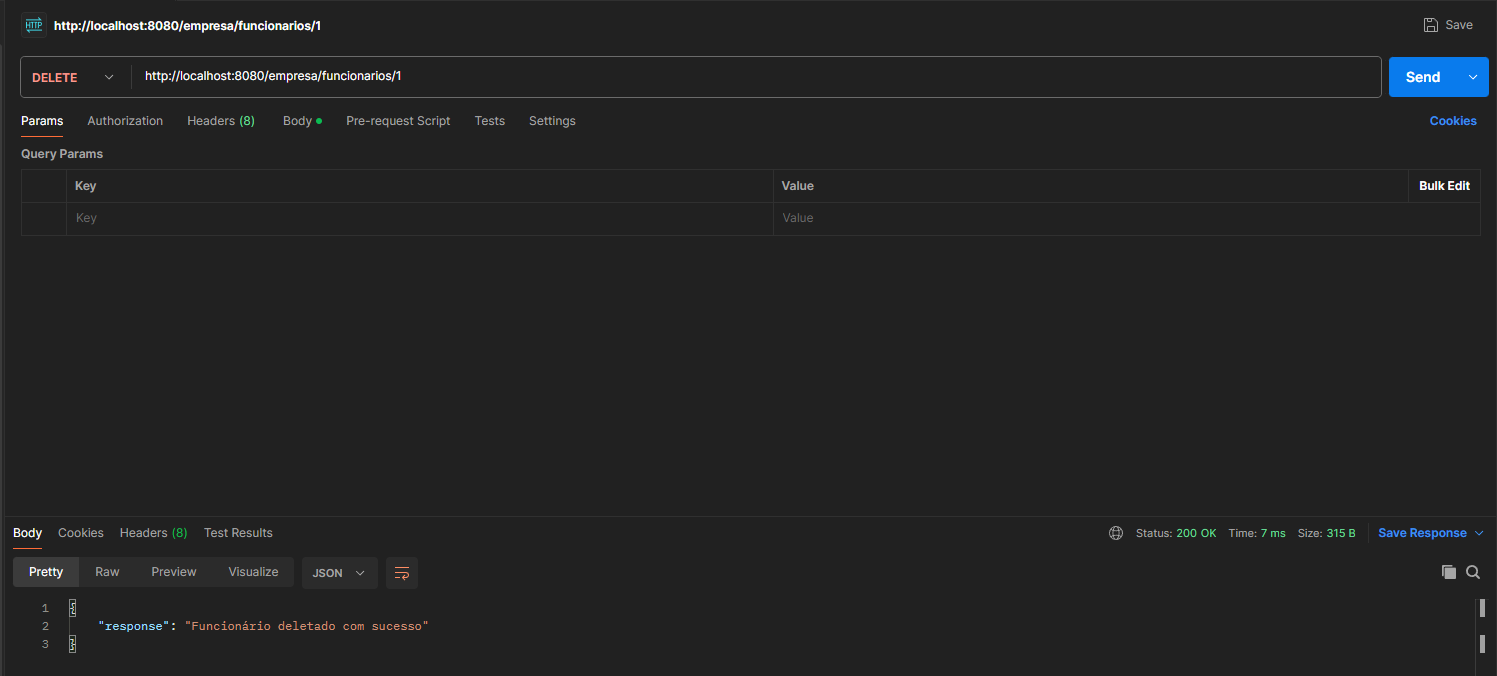 HTTP http://localhost:8080/empresa/funcionarios/1 Save
DELETE http://localhost:8080/empresa/funcionarios/1 Send
Params Authorization Headers (8) Body Pre-request Script Tests Settings Cookies
Query Params
Key Value Bulk Edit
Key Value
Body Cookies Headers (8) Test Results Status: 200 OK Time: 7 ms Size: 315 B Save Response
Pretty Raw Preview Visualize JSON
1 {
2 "response": "Funcionário deletado com sucesso"
3 }